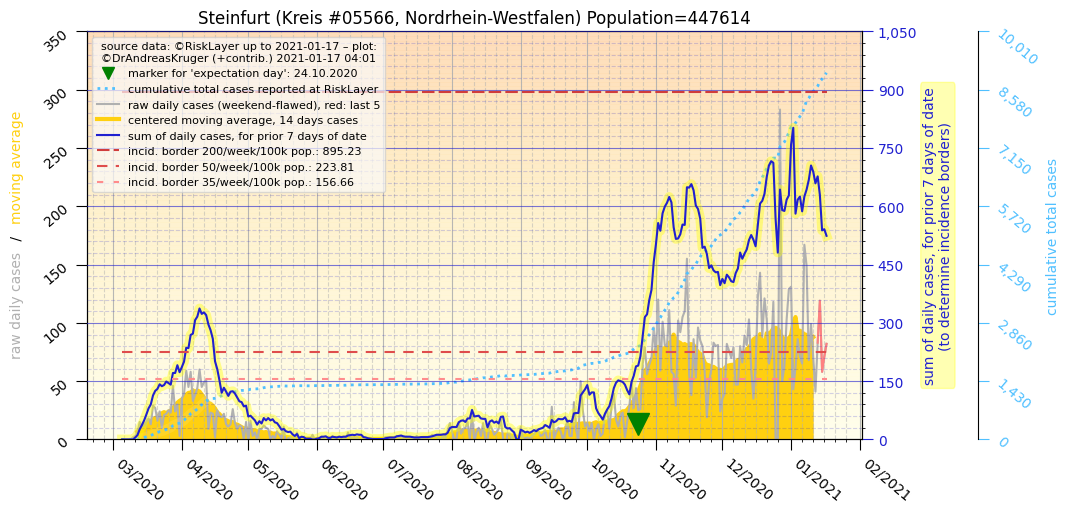 Steinfurt (Kreis #05566, Nordrhein-Westfalen) Population=447614
source data: ©RiskLayer up to 2021-01-17 – plot:
©DrAndreasKruger (+contrib.) 2021-01-17 04:01
marker for 'expectation day': 24.10.2020
cumulative total cases reported at RiskLayer
raw daily cases (weekend-flawed), red: last 5
centered moving average, 14 days cases
sum of daily cases, for prior 7 days of date
incid. border 200/week/100k pop.: 895.23
incid. border 50/week/100k pop.: 223.81
incid. border 35/week/100k pop.: 156.66
raw daily cases / moving average
350
300
250
200
150
100
50
0
03/2020
04/2020
05/2020
06/2020
07/2020
08/2020
09/2020
10/2020
11/2020
12/2020
01/2021
02/2021
1,050
900
750
600
450
300
150
0
sum of daily cases, for prior 7 days of date
(to determine incidence borders)
10,010
8,580
7,150
5,720
4,290
2,860
1,430
0
cumulative total cases